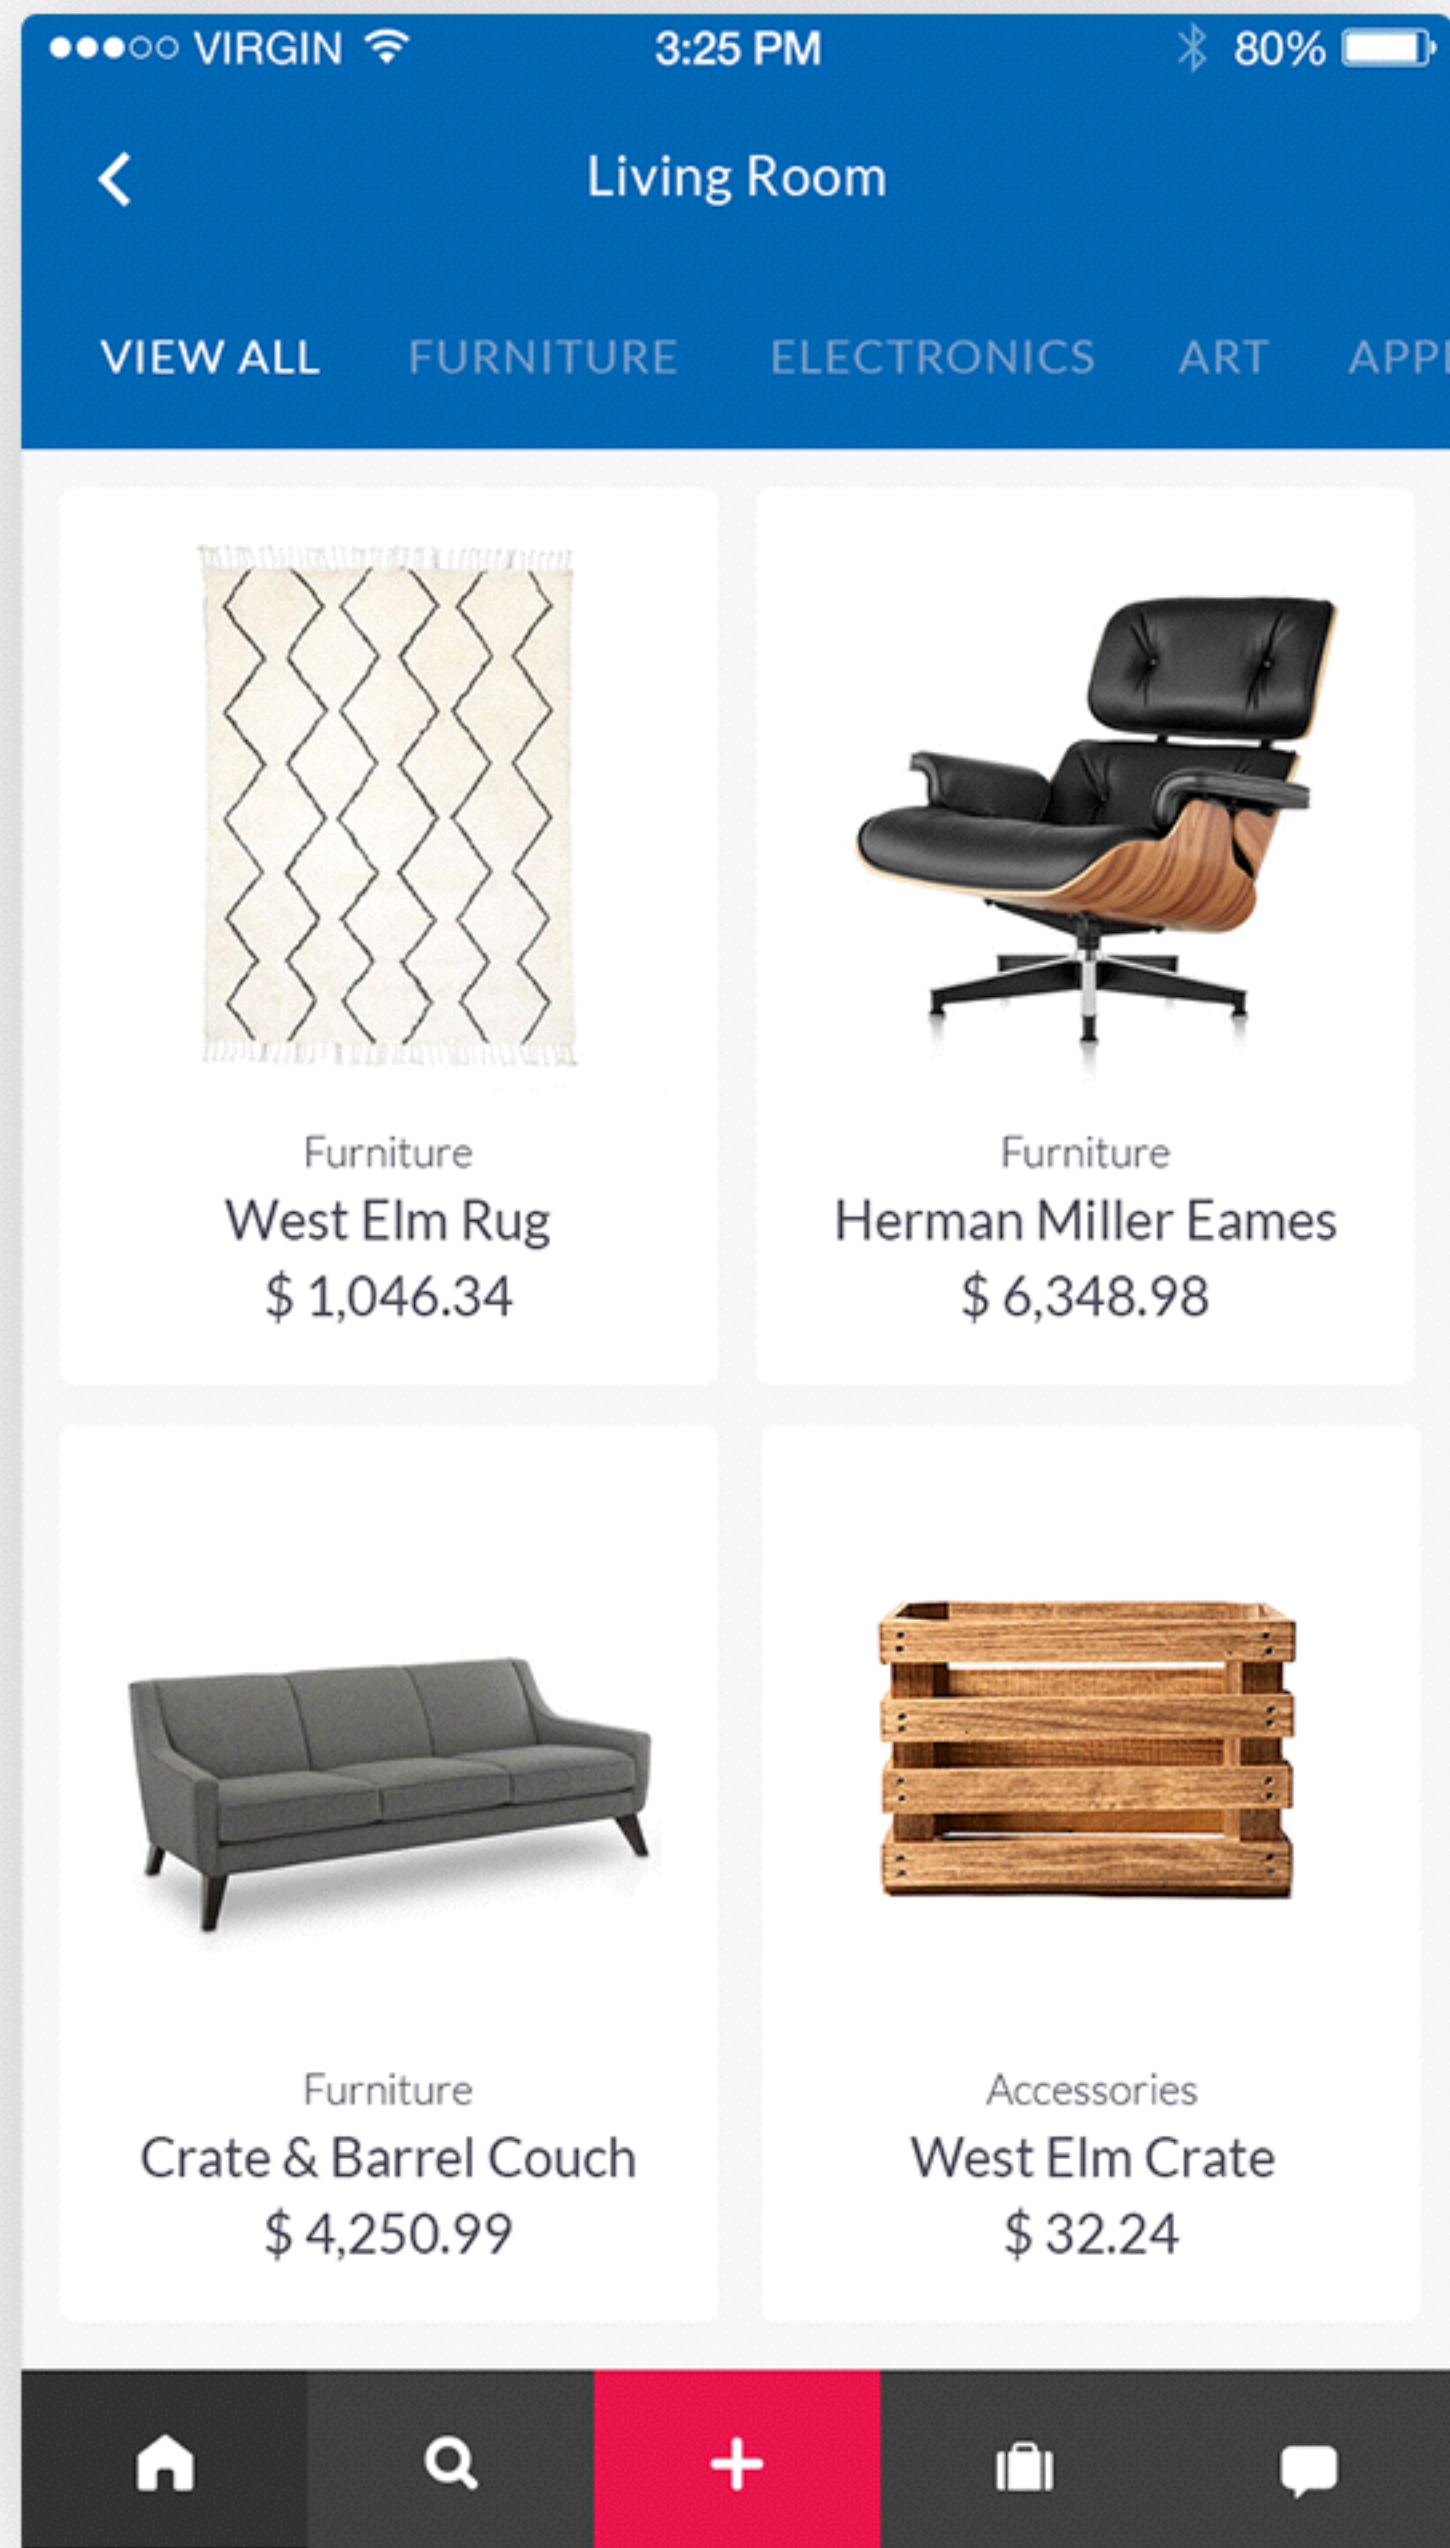 VIRGIN 3:25 PM 80%
Living Room
VIEW ALL FURNITURE ELECTRONICS ART
Furniture
West Elm Rug
$ 1,046.34
Furniture
Herman Miller Eames
$ 6,348.98
Furniture
Crate & Barrel Couch
$ 4,250.99
Accessories
West Elm Crate
$ 32.24